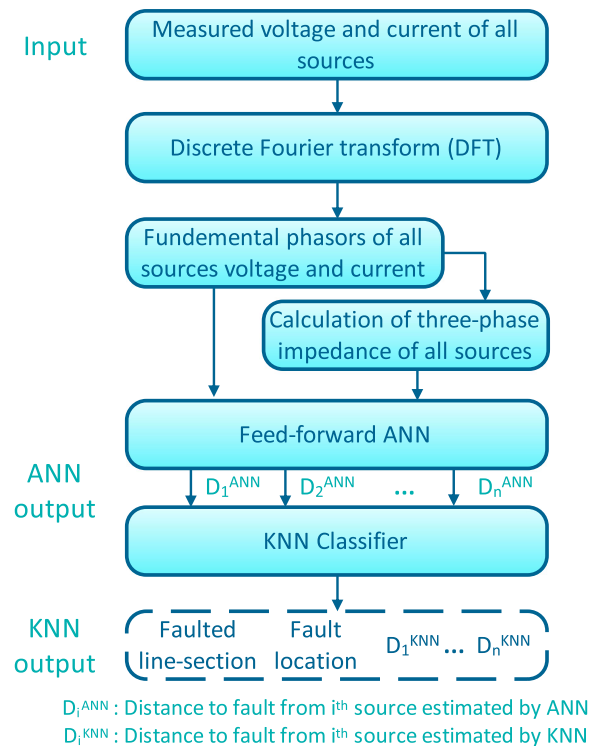 Input
Measured voltage and current of all
sources
Discrete Fourier transform (DFT)
Fundemental phasors of all
sources voltage and current
Calculation of three-phase
impedance of all sources
Feed-forward ANN
ANN
output
D₁ᴬᴺᴺ D₂ᴬᴺᴺ ... Dₙᴬᴺᴺ
KNN Classifier
KNN
output
Faulted
line-section
Fault
location
D₁ᴷᴺᴺ ... Dₙᴷᴺᴺ
Dᵢᴬᴺᴺ : Distance to fault from iᵗʰ source estimated by ANN
Dᵢᴷᴺᴺ : Distance to fault from iᵗʰ source estimated by KNN